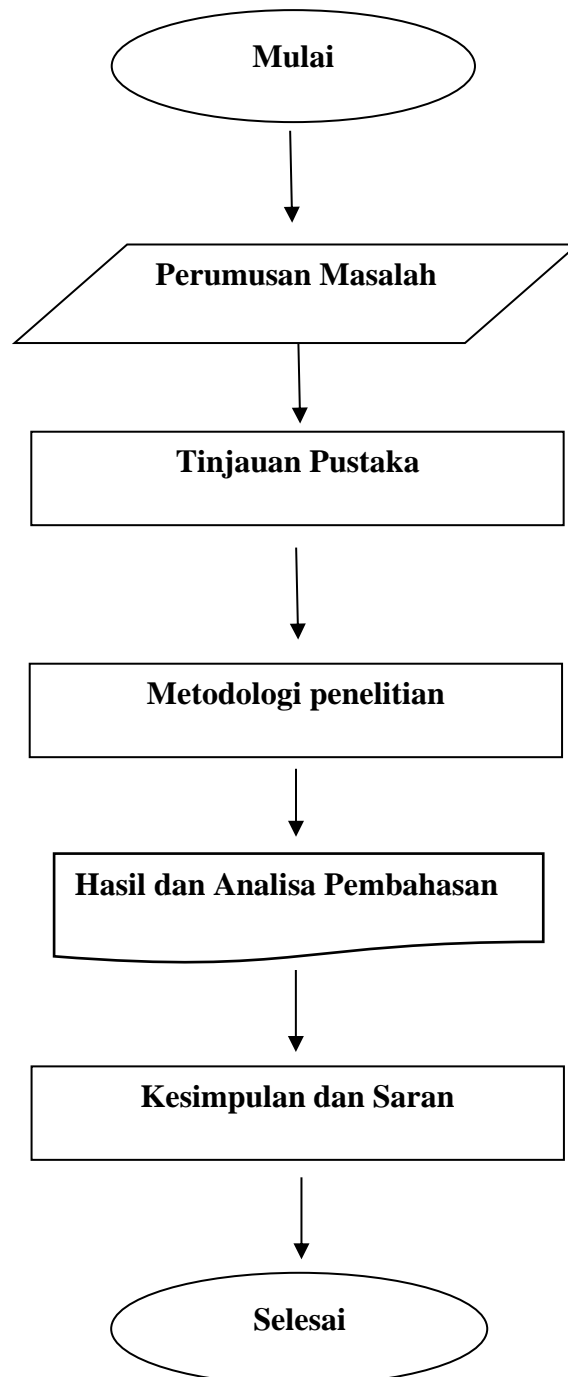 Mulai
Perumusan Masalah
Tinjauan Pustaka
Metodologi penelitian
Hasil dan Analisa Pembahasan
Kesimpulan dan Saran
Selesai